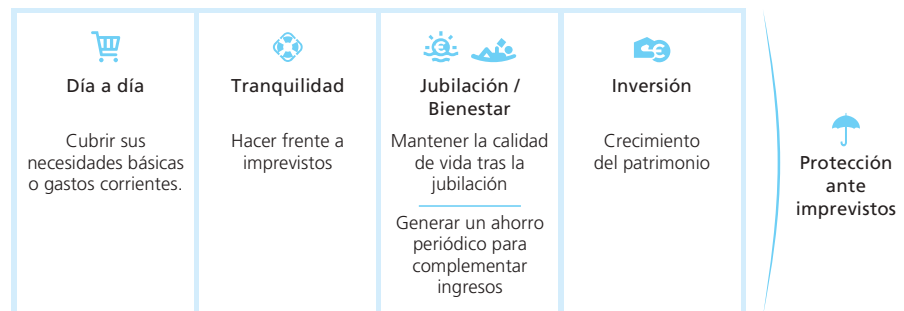 Día a día
Cubrir sus
necesidades básicas
o gastos corrientes.
Tranquilidad
Hacer frente a
imprevistos
Jubilación /
Bienestar
Mantener la calidad
de vida tras la
jubilación
Generar un ahorro
periódico para
complementar
ingresos
Inversión
Crecimiento
del patrimonio
Protección
ante
imprevistos